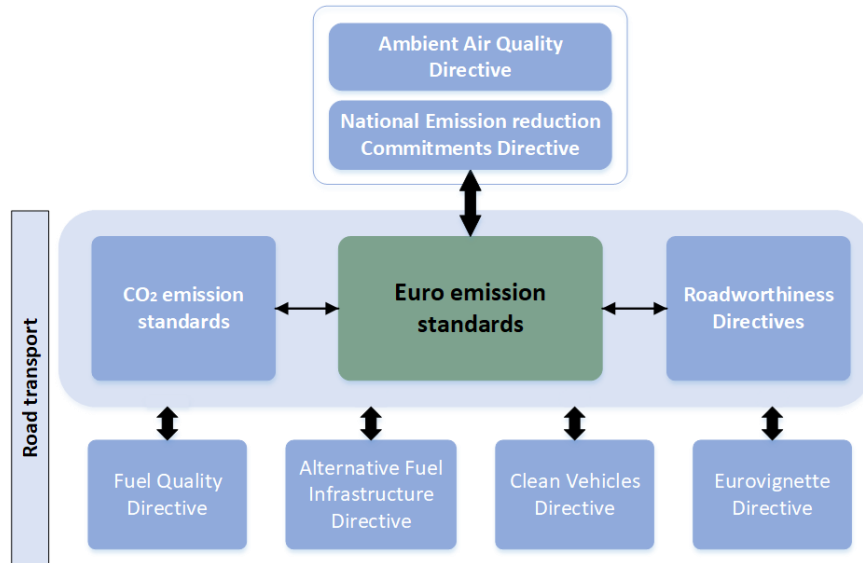 Ambient Air Quality
Directive
National Emission reduction
Commitments Directive
Road transport
CO₂ emission
standards
Euro emission
standards
Roadworthiness
Directives
Fuel Quality
Directive
Alternative Fuel
Infrastructure
Directive
Clean Vehicles
Directive
Eurovignette
Directive